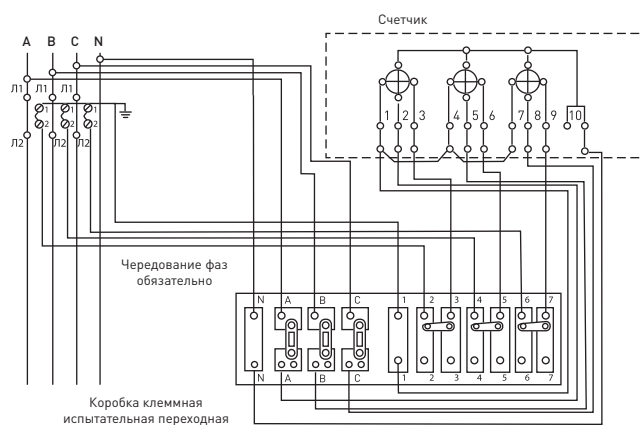 Счетчик
A B C N
Л1 Л1 Л1
1 1 1
2 2 2
Л2 Л2 Л2
1 2 3 4 5 6 7 8 9 10
Чередование фаз
обязательно
N A B C 1 2 3 4 5 6 7
N A B C 1 2 3 4 5 6 7
Коробка клеммная
испытательная переходная